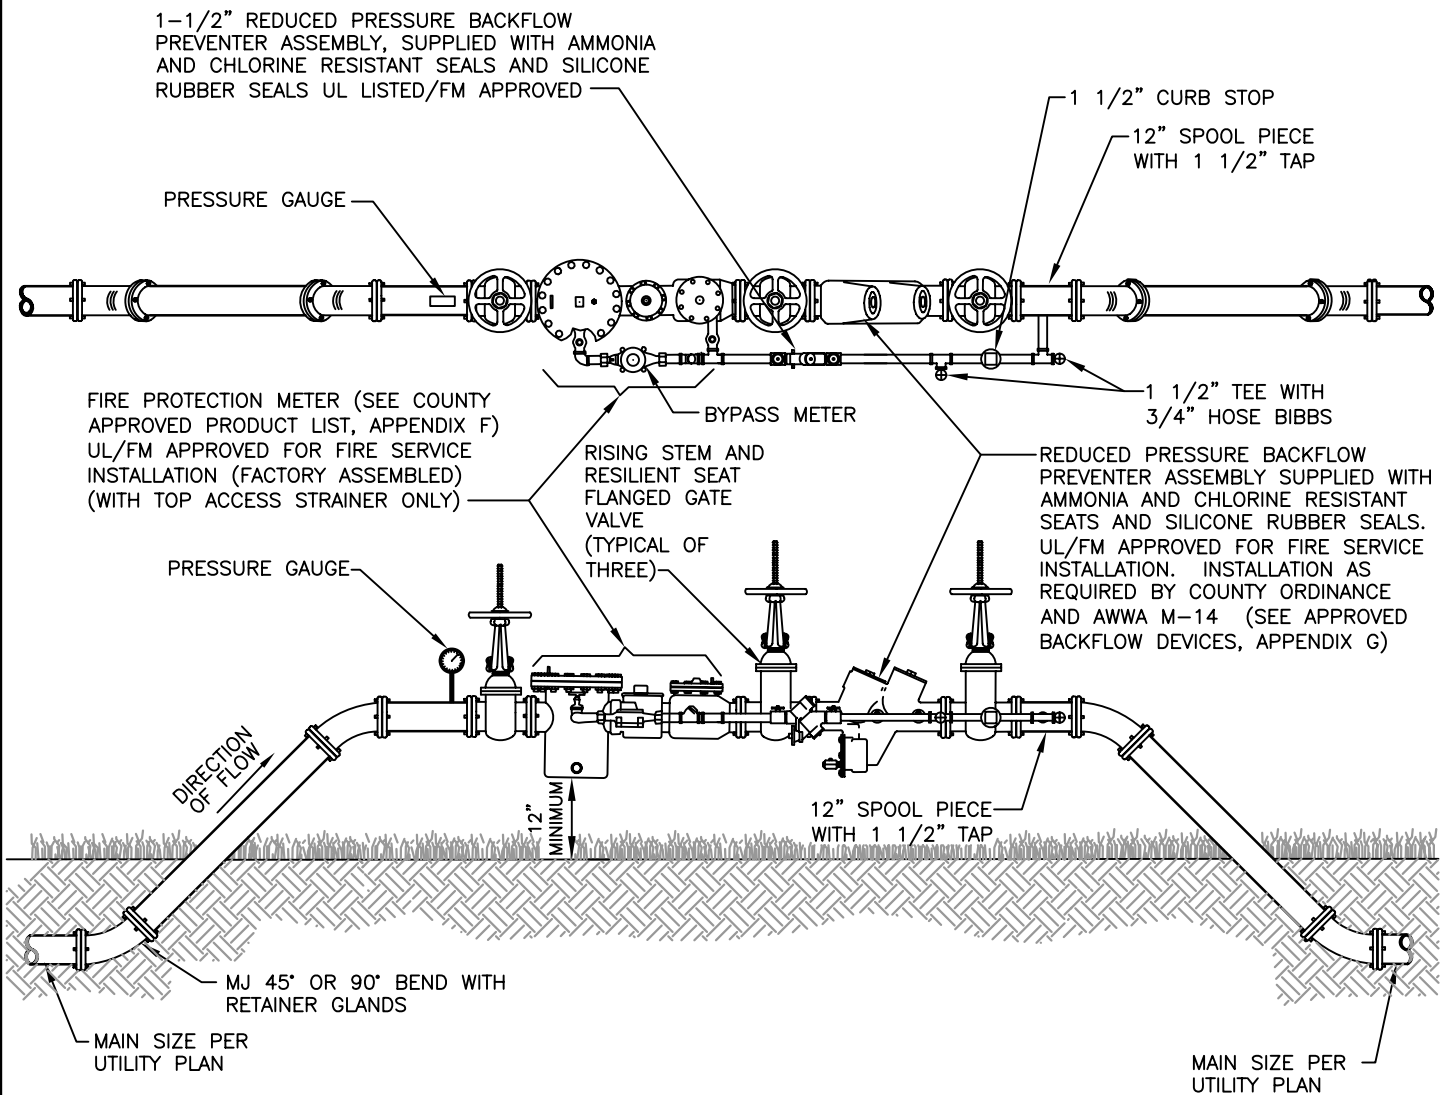 1-1/2" REDUCED PRESSURE BACKFLOW
PREVENTER ASSEMBLY, SUPPLIED WITH AMMONIA
AND CHLORINE RESISTANT SEALS AND SILICONE
RUBBER SEALS UL LISTED/FM APPROVED
1 1/2" CURB STOP
12" SPOOL PIECE
WITH 1 1/2" TAP
PRESSURE GAUGE
FIRE PROTECTION METER (SEE COUNTY
APPROVED PRODUCT LIST, APPENDIX F)
UL/FM APPROVED FOR FIRE SERVICE
INSTALLATION (FACTORY ASSEMBLED)
(WITH TOP ACCESS STRAINER ONLY)
BYPASS METER
1 1/2" TEE WITH
3/4" HOSE BIBBS
RISING STEM AND
RESILIENT SEAT
FLANGED GATE
VALVE
(TYPICAL OF
THREE)
REDUCED PRESSURE BACKFLOW
PREVENTER ASSEMBLY SUPPLIED WITH
AMMONIA AND CHLORINE RESISTANT
SEATS AND SILICONE RUBBER SEALS.
UL/FM APPROVED FOR FIRE SERVICE
INSTALLATION. INSTALLATION AS
REQUIRED BY COUNTY ORDINANCE
AND AWWA M-14 (SEE APPROVED
BACKFLOW DEVICES, APPENDIX G)
PRESSURE GAUGE
DIRECTION
OF FLOW
12"
MINIMUM
12" SPOOL PIECE
WITH 1 1/2" TAP
MJ 45° OR 90° BEND WITH
RETAINER GLANDS
MAIN SIZE PER
UTILITY PLAN
MAIN SIZE PER
UTILITY PLAN